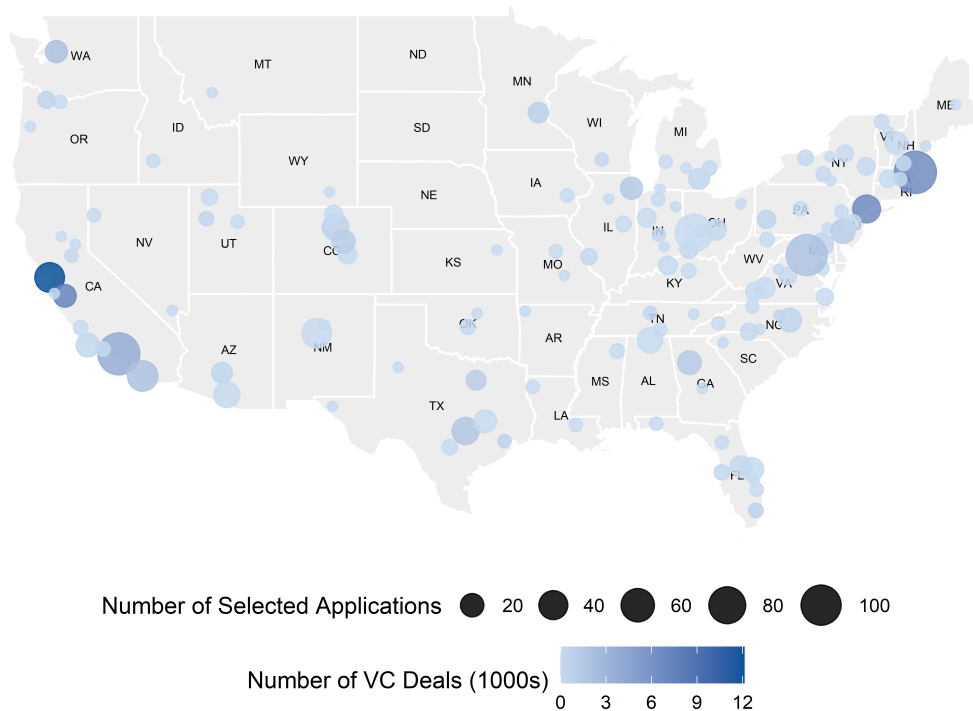 WA
MT
ND
MN
ME
OR
ID
SD
WI
MI
VT
NH
WY
NY
NE
IA
RI
PA
NV
UT
CO
IL
IN
OH
KS
MO
WV
VA
CA
KY
OK
AR
TN
NC
AZ
NM
SC
MS
AL
GA
TX
LA
FL
Number of Selected Applications 20 40 60 80 100
Number of VC Deals (1000s)
0 3 6 9 12